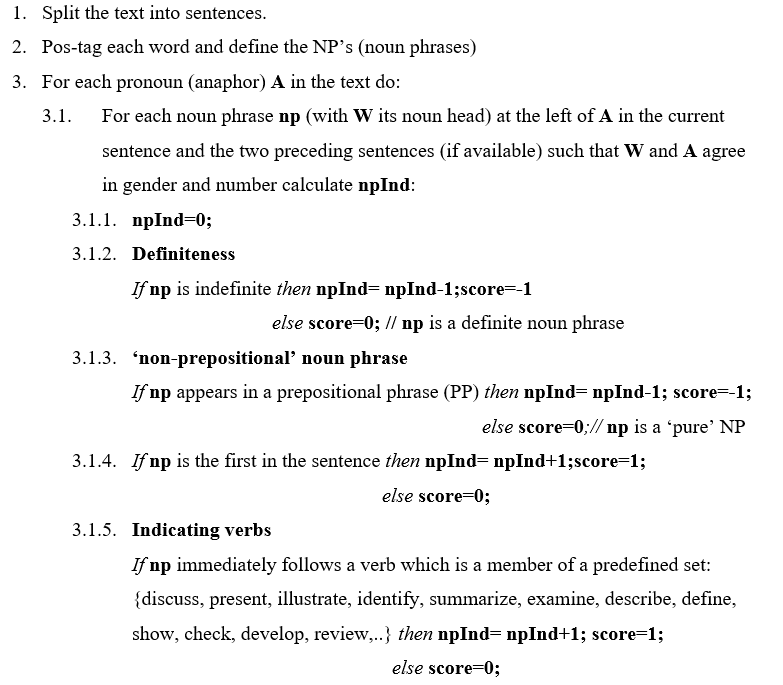 1. Split the text into sentences.
2. Pos-tag each word and define the NP’s (noun phrases)
3. For each pronoun (anaphor) A in the text do:
3.1. For each noun phrase np (with W its noun head) at the left of A in the current
sentence and the two preceding sentences (if available) such that W and A agree
in gender and number calculate npInd:
3.1.1. npInd=0;
3.1.2. Definiteness
If np is indefinite then npInd= npInd-1;score=-1
else score=0; // np is a definite noun phrase
3.1.3. ‘non-prepositional’ noun phrase
If np appears in a prepositional phrase (PP) then npInd= npInd-1; score=-1;
else score=0;// np is a ‘pure’ NP
3.1.4. If np is the first in the sentence then npInd= npInd+1;score=1;
else score=0;
3.1.5. Indicating verbs
If np immediately follows a verb which is a member of a predefined set:
{discuss, present, illustrate, identify, summarize, examine, describe, define,
show, check, develop, review,..} then npInd= npInd+1; score=1;
else score=0;